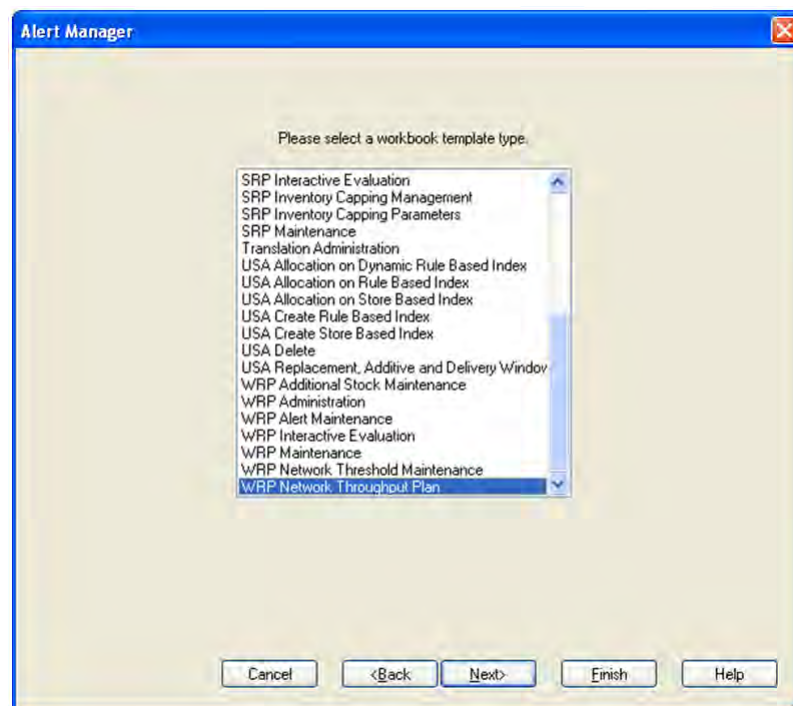 Alert Manager
Please select a workbook template type.
SRP Interactive Evaluation
SRP Inventory Capping Management
SRP Inventory Capping Parameters
SRP Maintenance
Translation Administration
USA Allocation on Dynamic Rule Based Index
USA Allocation on Rule Based Index
USA Allocation on Store Based Index
USA Create Rule Based Index
USA Create Store Based Index
USA Delete
USA Replacement, Additive and Delivery Window
WRP Additional Stock Maintenance
WRP Administration
WRP Alert Maintenance
WRP Interactive Evaluation
WRP Maintenance
WRP Network Threshold Maintenance
WRP Network Throughput Plan
Cancel <Back Next> Finish Help